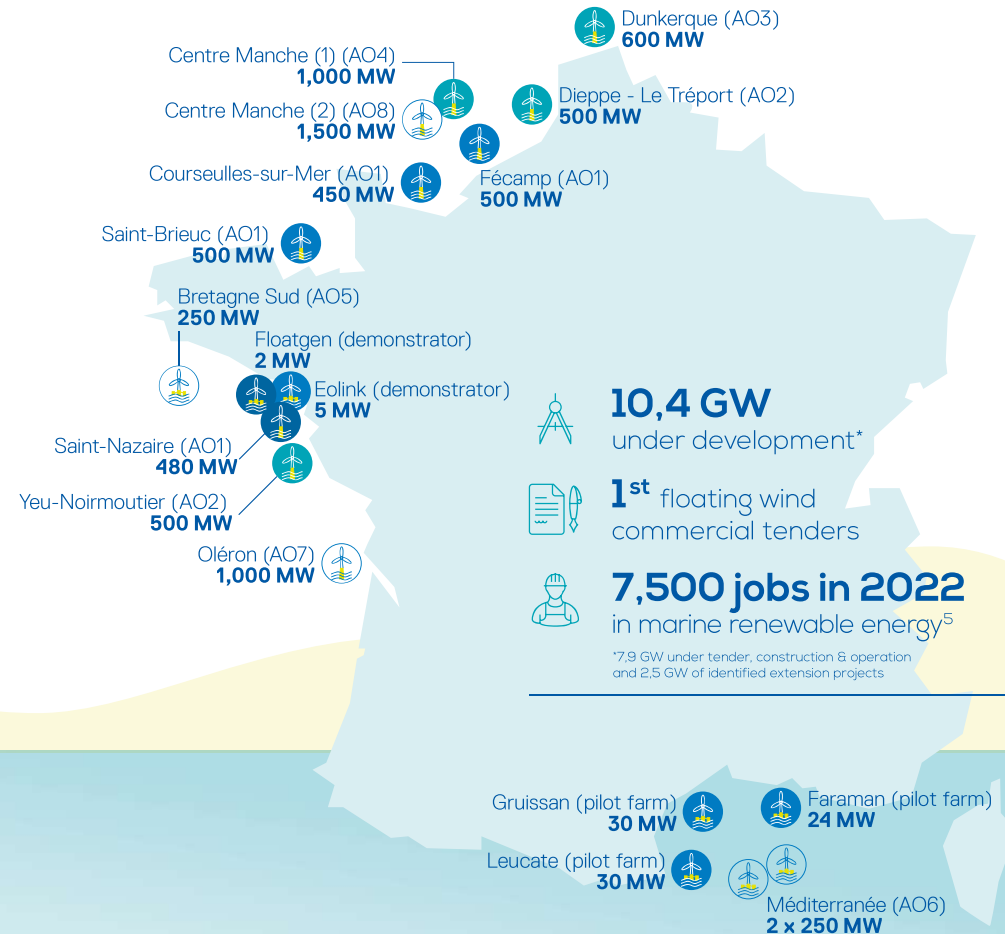 Dunkerque (AO3)
600 MW
Centre Manche (1) (AO4)
1,000 MW
Dieppe - Le Tréport (AO2)
500 MW
Centre Manche (2) (AO8)
1,500 MW
Courseulles-sur-Mer (AO1)
450 MW
Fécamp (AO1)
500 MW
Saint-Brieuc (AO1)
500 MW
Bretagne Sud (AO5)
250 MW
Floatgen (demonstrator)
2 MW
Eolink (demonstrator)
5 MW
Saint-Nazaire (AO1)
480 MW
Yeu-Noirmoutier (AO2)
500 MW
Oléron (AO7)
1,000 MW
10,4 GW
under development*
1st floating wind
commercial tenders
7,500 jobs in 2022
in marine renewable energy5
*7,9 GW under tender, construction & operation
and 2,5 GW of identified extension projects
Gruissan (pilot farm)
30 MW
Faraman (pilot farm)
24 MW
Leucate (pilot farm)
30 MW
Méditerranée (AO6)
2 x 250 MW